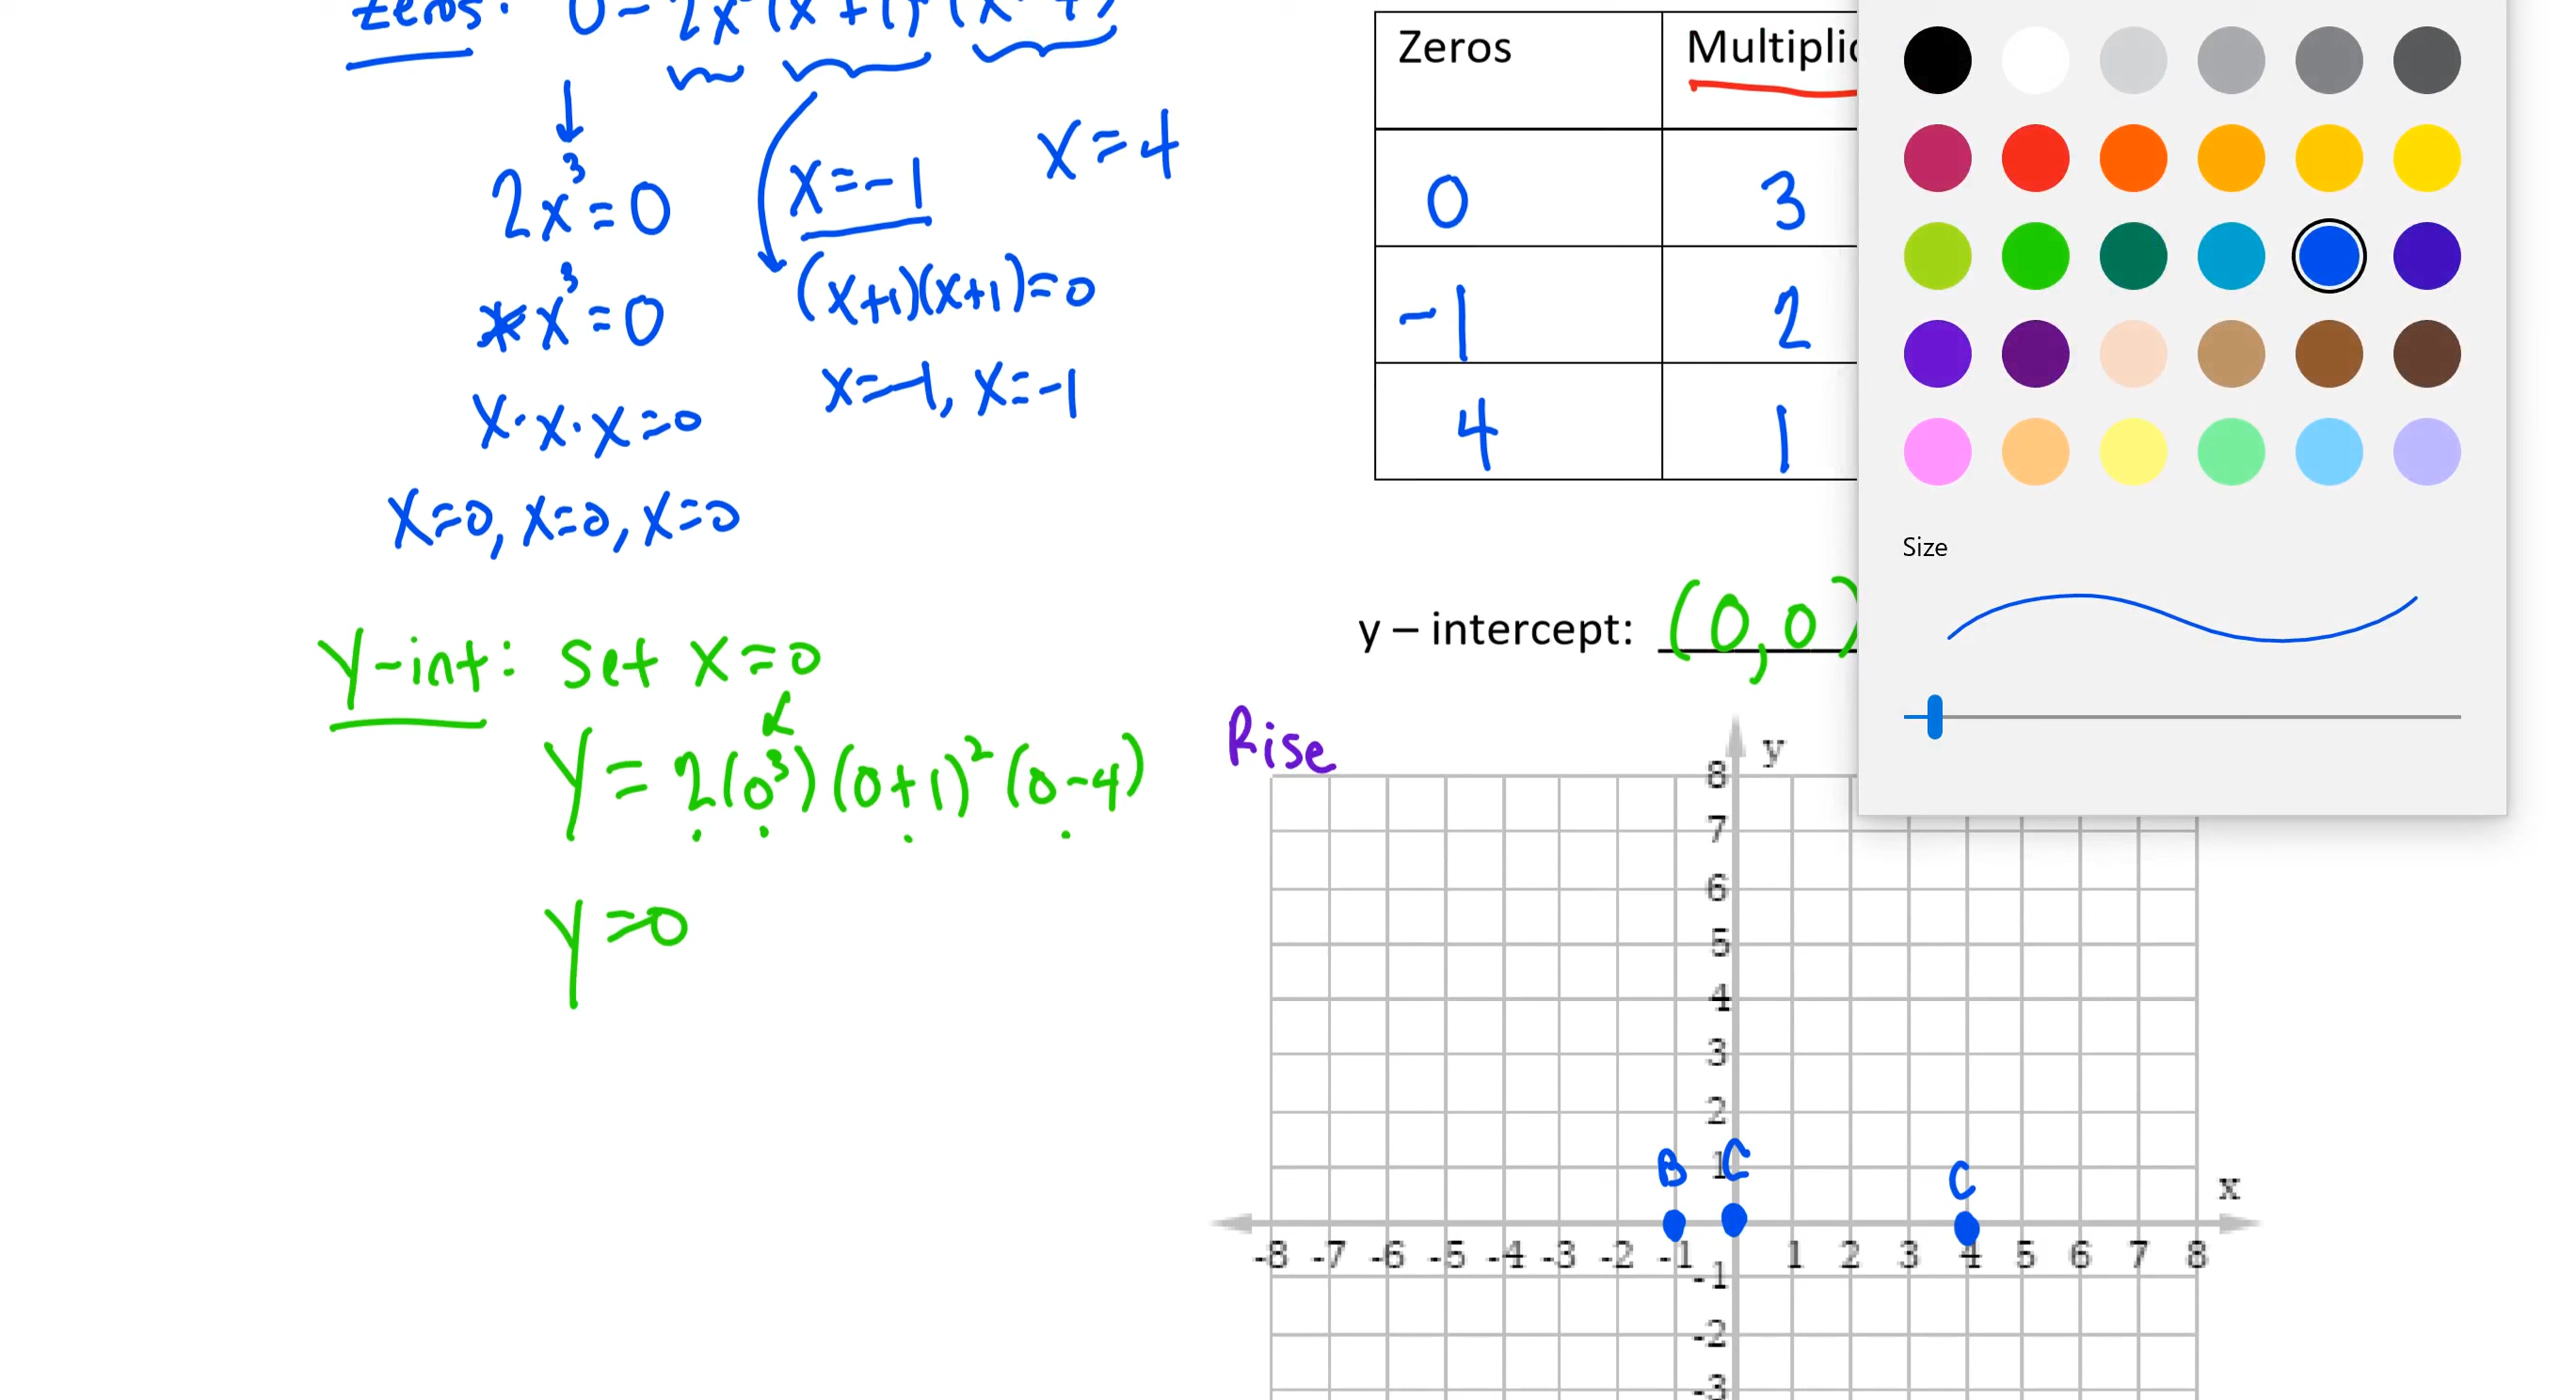 zeros: 0 = 2x (x+1)
2x³=0
x³=0
x·x·x=0
x=0, x=0, x=0
x=-1
(x+1)(x+1)=0
x=-1, x=-1
x=4
Y-int: set x=0
Y = 2(0³)(0+1)²(0-4)
Y=0
Zeros Multiplic
0 3
-1 2
4 1
y – intercept: (0,0)
Rise
y
8
7
6
5
4
3
2
1
B C C
x
-8 -7 -6 -5 -4 -3 -2 -1 1 2 3 4 5 6 7 8
-1
-2
-3
Size